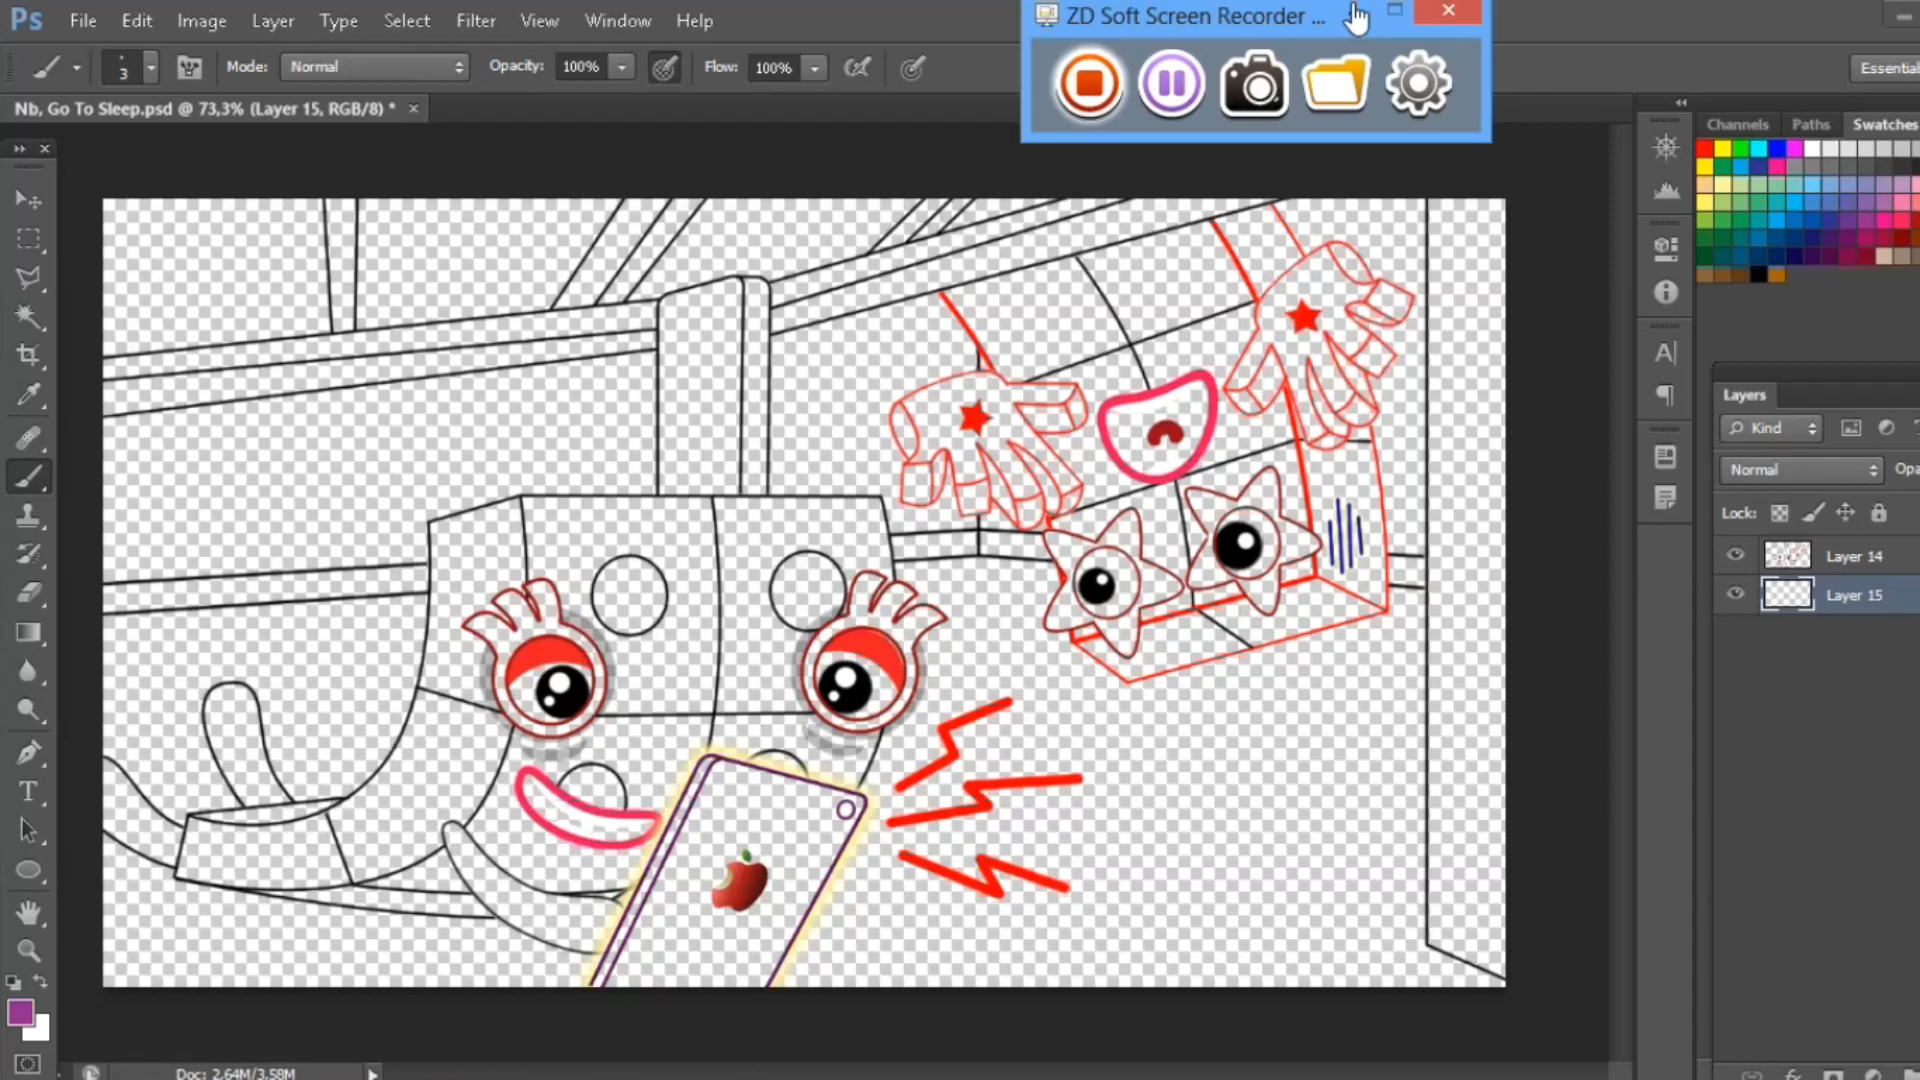 Ps File Edit Image Layer Type Select Filter View Window Help
ZD Soft Screen Recorder ...
3 Mode: Normal Opacity: 100% Flow: 100% Essential
Nb, Go To Sleep.psd @ 73,3% (Layer 15, RGB/8) *
Channels Paths Swatches
Layers
Kind
Normal Opa
Lock:
Layer 14
Layer 15
Doc: 2,64M/3,58M